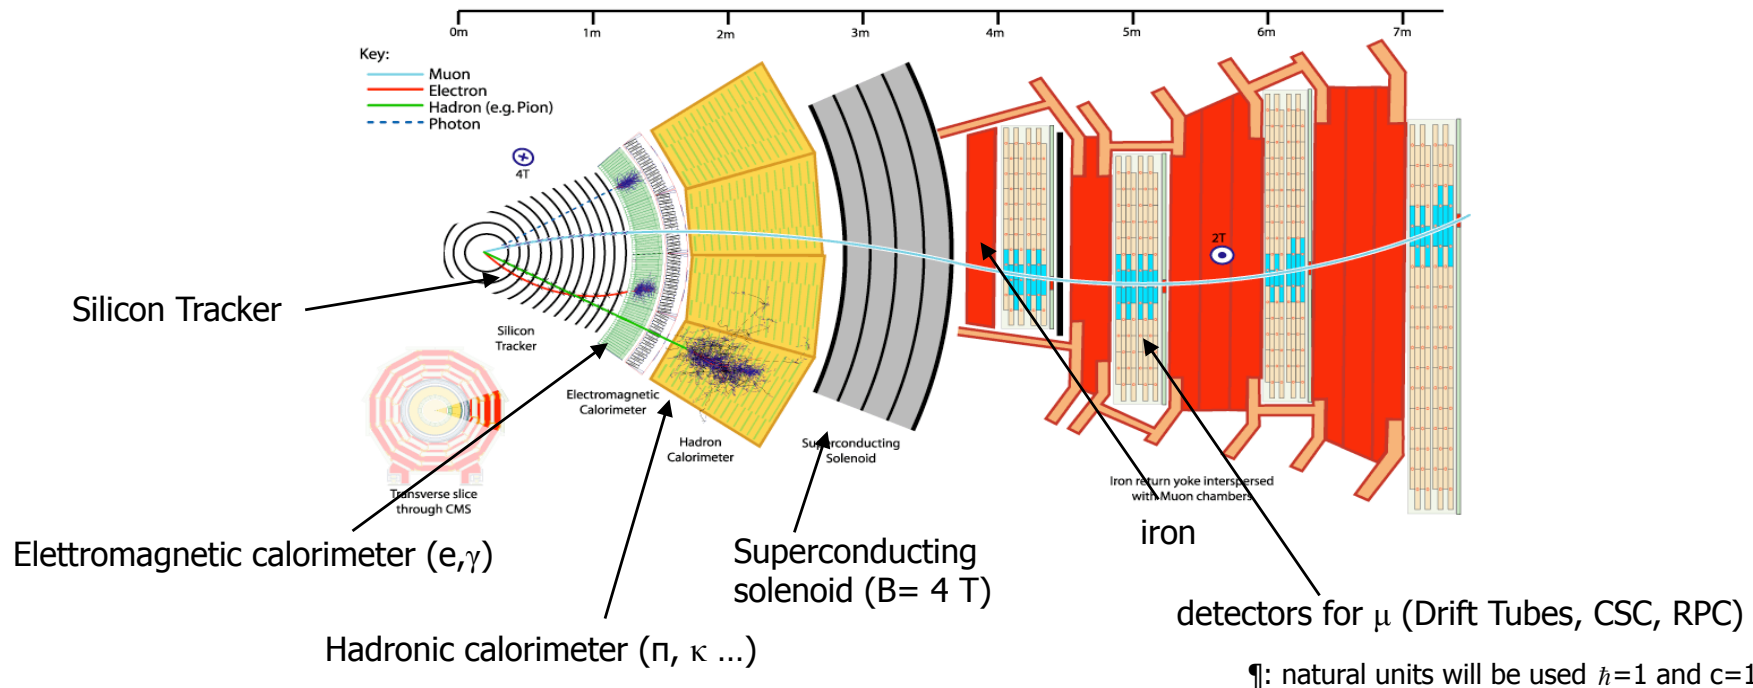 0m 1m 2m 3m 4m 5m 6m 7m
Key:
Muon
Electron
Hadron (e.g. Pion)
Photon
4T
2T
Silicon Tracker
Silicon
Tracker
Electromagnetic
Calorimeter
Hadron
Calorimeter
Superconducting
Solenoid
Iron return yoke interspersed
with Muon chambers
Transverse slice
through CMS
iron
Elettromagnetic calorimeter (e,γ)
Superconducting
solenoid (B= 4 T)
detectors for μ (Drift Tubes, CSC, RPC)
Hadronic calorimeter (π, κ ...)
¶: natural units will be used ℏ=1 and c=1